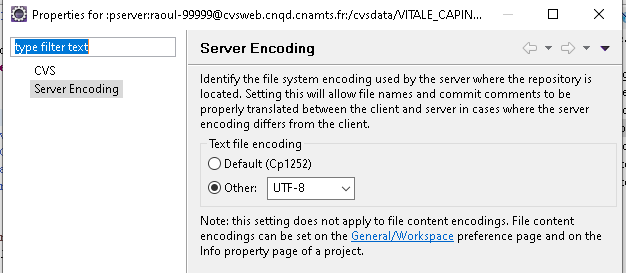 Properties for :pserver:raoul-99999@cvsweb.cnqd.cnamts.fr:/cvsdata/VITALE_CAPIN...
type filter text
CVS
Server Encoding
Server Encoding
Identify the file system encoding used by the server where the repository is
located. Setting this will allow file names and commit comments to be
properly translated between the client and server in cases where the server
encoding differs from the client.
Text file encoding
Default (Cp1252)
Other: UTF-8
Note: this setting does not apply to file content encodings. File content
encodings can be set on the General/Workspace preference page and on the
Info property page of a project.